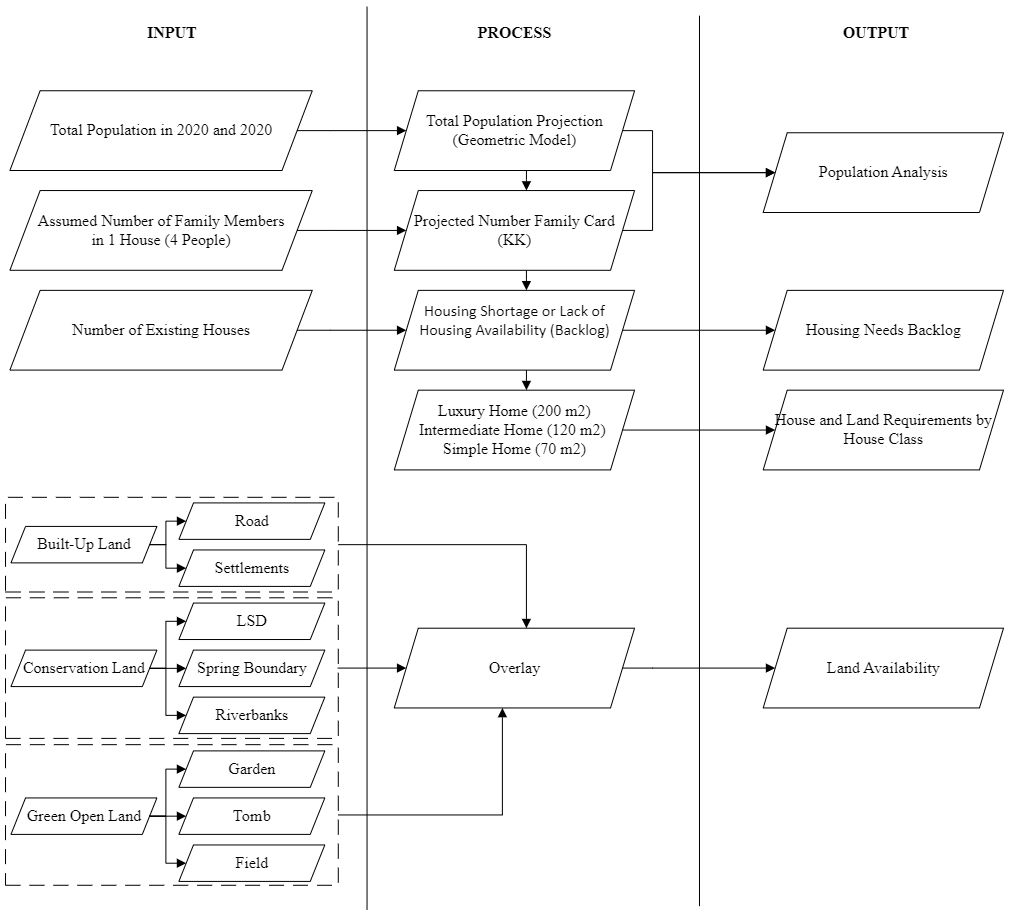 INPUT
PROCESS
OUTPUT
Total Population in 2020 and 2020
Total Population Projection
(Geometric Model)
Population Analysis
Assumed Number of Family Members
in 1 House (4 People)
Projected Number Family Card
(KK)
Number of Existing Houses
Housing Shortage or Lack of
Housing Availability (Backlog)
Housing Needs Backlog
Luxury Home (200 m2)
Intermediate Home (120 m2)
Simple Home (70 m2)
House and Land Requirements by
House Class
Built-Up Land
Road
Settlements
Conservation Land
LSD
Spring Boundary
Riverbanks
Overlay
Land Availability
Green Open Land
Garden
Tomb
Field